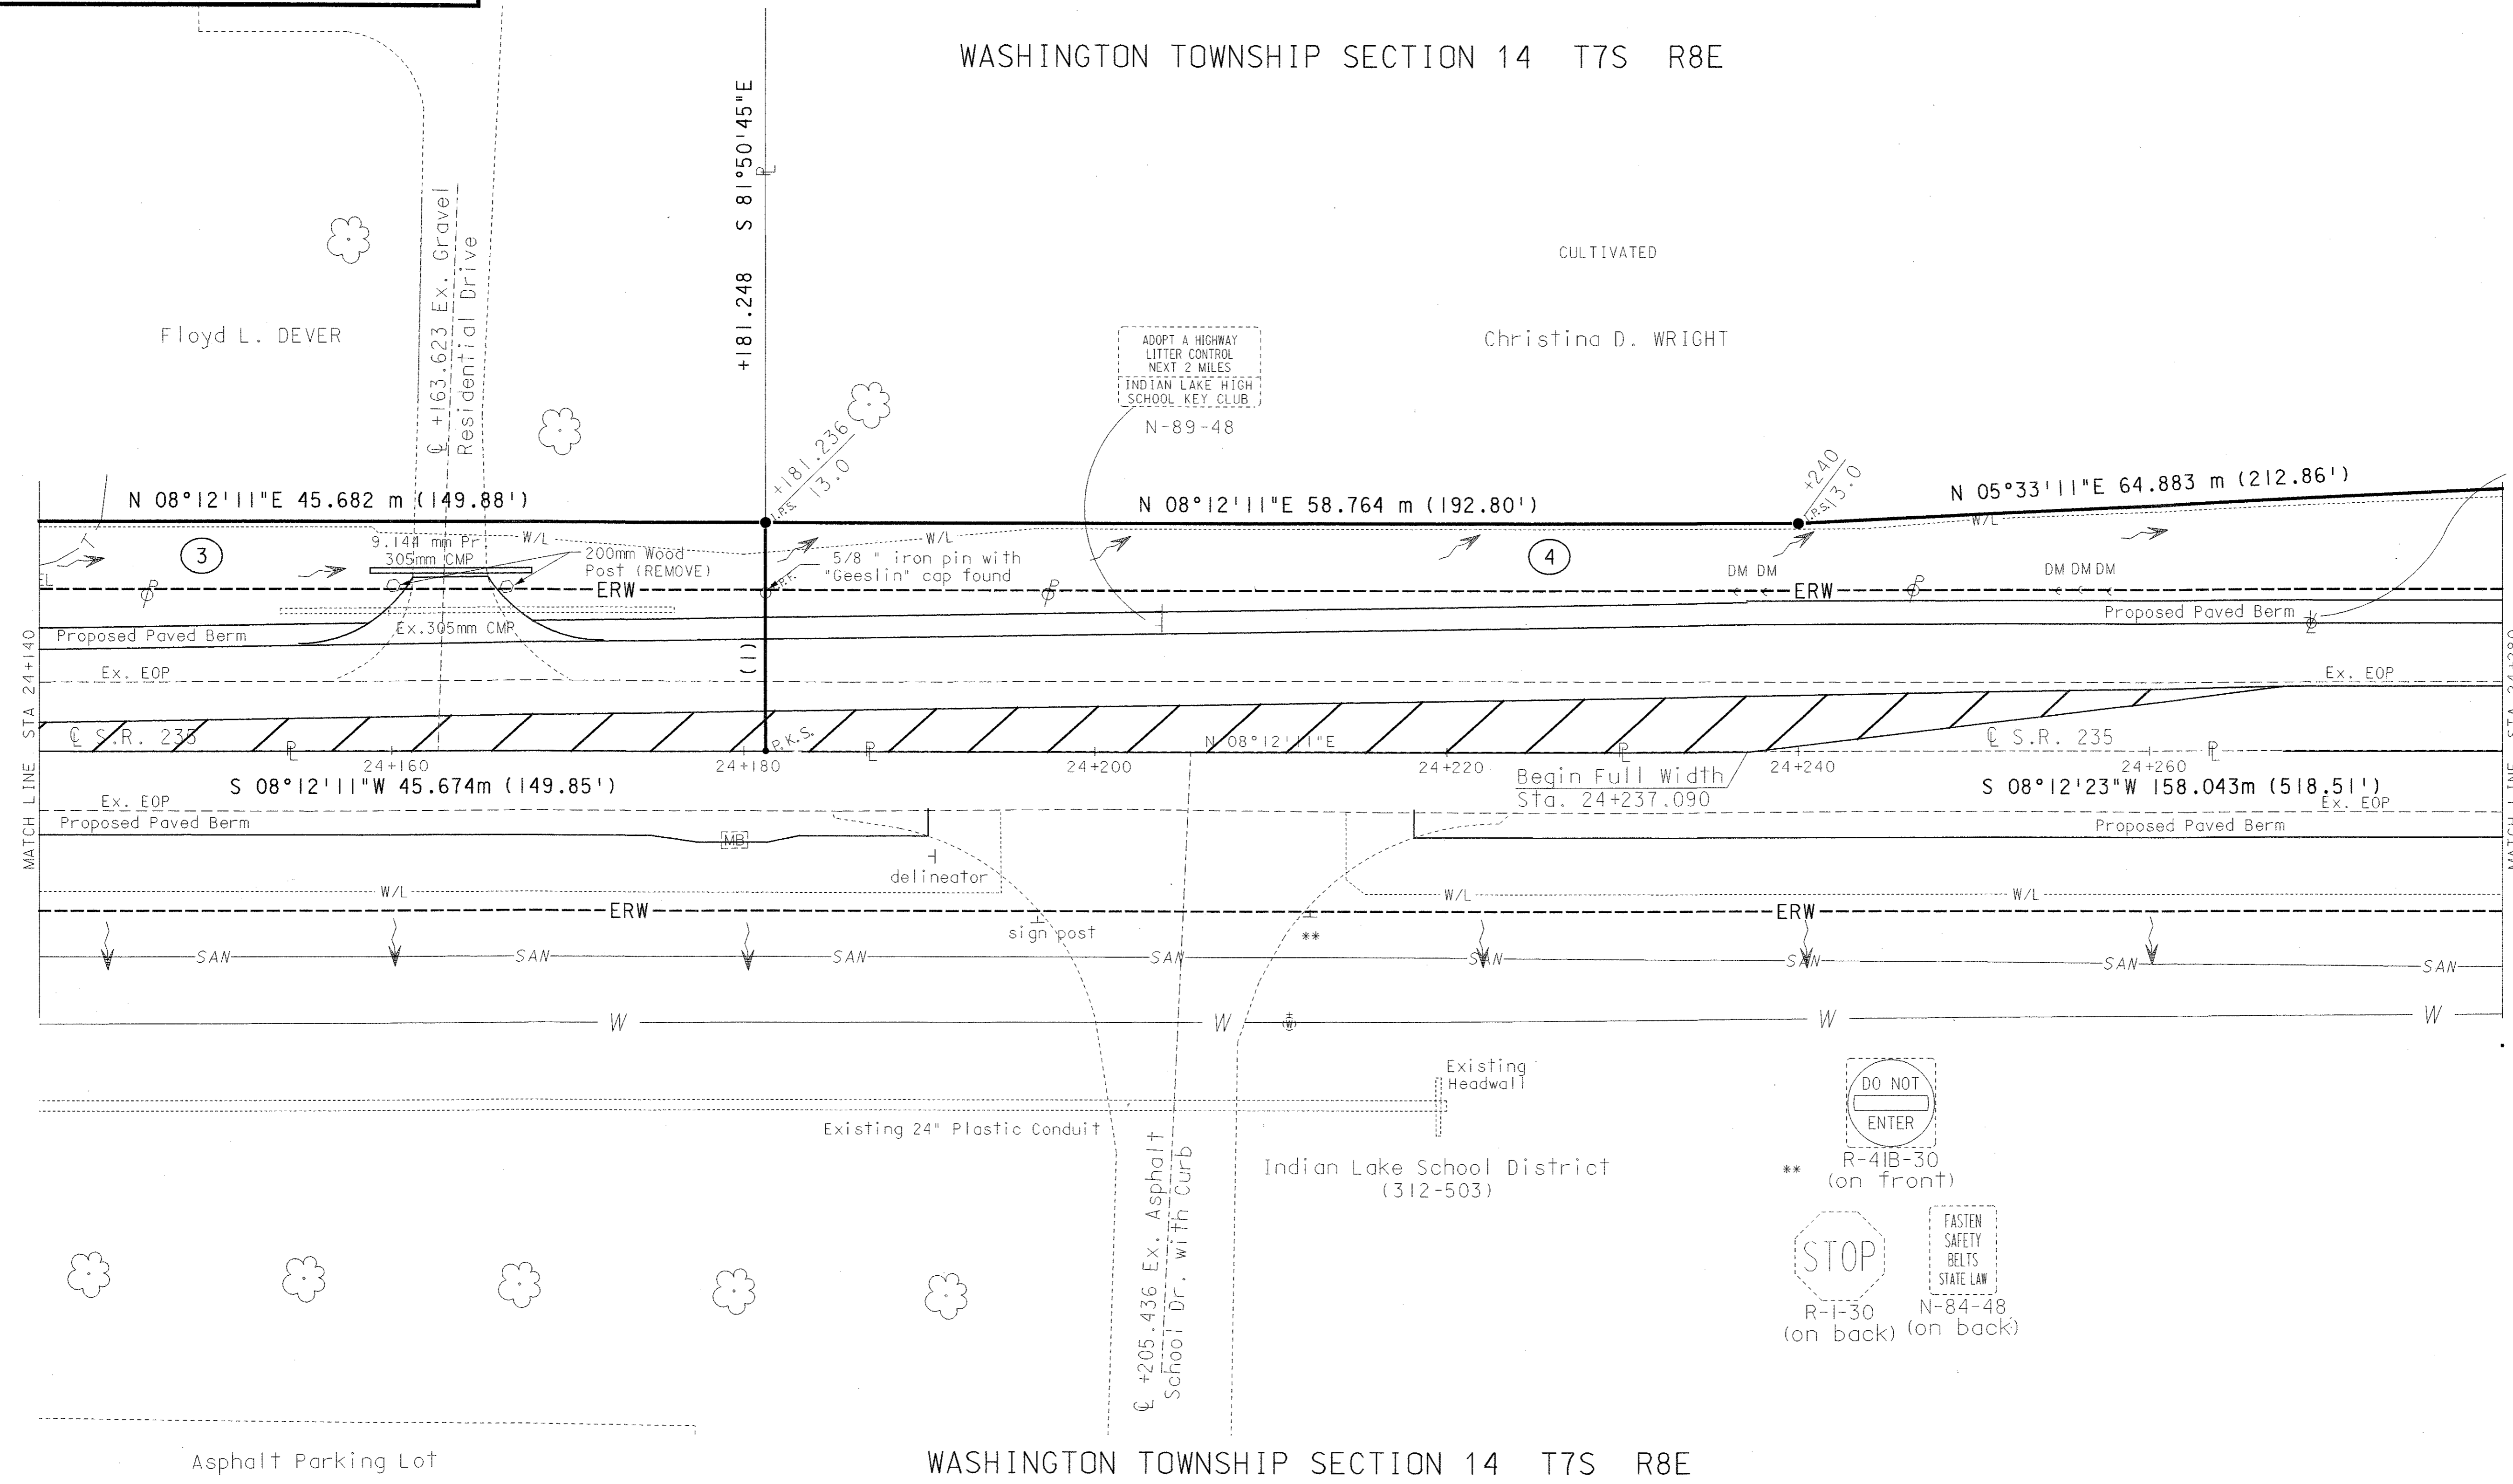 WASHINGTON TOWNSHIP SECTION 14 T7S R8E
+181.248 S 81°50'45"E
PL
℄ +163.623 Ex. Gravel
Residential Drive
CULTIVATED
Floyd L. DEVER
Christina D. WRIGHT
ADOPT A HIGHWAY
LITTER CONTROL
NEXT 2 MILES
INDIAN LAKE HIGH
SCHOOL KEY CLUB
N-89-48
+181.236
13.0
I.P.S.
+240
13.0
I.P.S.
N 08°12'11"E 45.682 m (149.88')
N 08°12'11"E 58.764 m (192.80')
N 05°33'11"E 64.883 m (212.86')
T
W/L
W/L
W/L
3
9.144 mm Pr.
305mm CMP
200mm Wood
Post (REMOVE)
5/8 " iron pin with
"Geeslin" cap found
I.P.F.
4
DM DM
DM DM DM
EL
P
P
P
ERW
ERW
Proposed Paved Berm
Ex.305mm CMP
Proposed Paved Berm
(1)
Ex. EOP
Ex. EOP
MATCH LINE STA 24+140
MATCH LINE STA 24+280
℄ S.R. 235
PL
P.K.S.
PL
N 08°12'11"E
PL
℄ S.R. 235
PL
24+160
24+180
24+200
24+220
24+240
24+260
Begin Full Width
Sta. 24+237.090
S 08°12'11"W 45.674m (149.85')
S 08°12'23"W 158.043m (518.51')
Ex. EOP
Ex. EOP
Proposed Paved Berm
Proposed Paved Berm
MB
delineator
W/L
W/L
W/L
ERW
ERW
sign post
**
SAN
SAN
SAN
SAN
SAN
SAN
SAN
SAN
W
W
W
W
W
Existing
Headwall
Existing 24" Plastic Conduit
℄ +205.436 Ex. Asphalt
School Dr. with Curb
Indian Lake School District
(312-503)
DO NOT
ENTER
**
R-41B-30
(on front)
STOP
R-1-30
(on back)
FASTEN
SAFETY
BELTS
STATE LAW
N-84-48
(on back)
Asphalt Parking Lot
WASHINGTON TOWNSHIP SECTION 14 T7S R8E